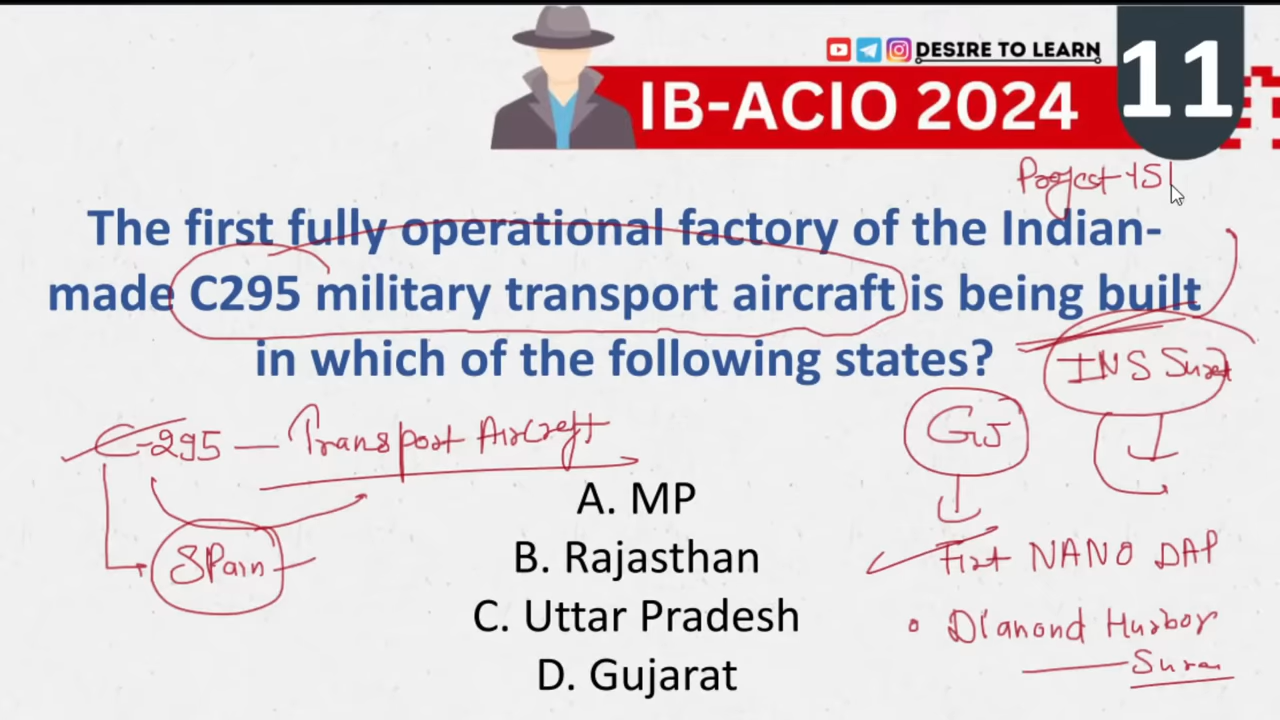 DESIRE TO LEARN
IB-ACIO 2024
11
Project 15
The first fully operational factory of the Indian-
made C295 military transport aircraft is being built
in which of the following states?
INS Surat
GJ
C-295 — Transport Aircraft
SPain
A. MP
B. Rajasthan
C. Uttar Pradesh
D. Gujarat
First NANO DAP
Diamond Hurbor